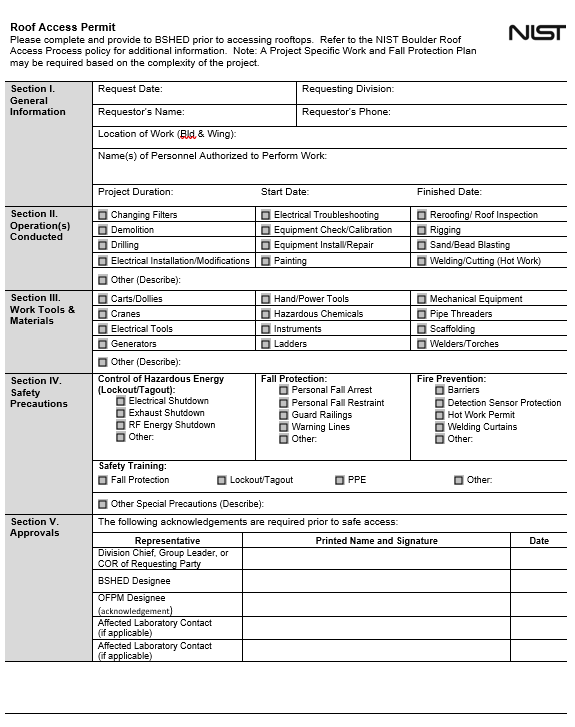 Roof Access Permit
NIST
Please complete and provide to BSHED prior to accessing rooftops.  Refer to the NIST Boulder Roof
Access Process policy for additional information.  Note: A Project Specific Work and Fall Protection Plan
may be required based on the complexity of the project.
Section I.
General
Information
Request Date:
Requesting Division:
Requestor's Name:
Requestor's Phone:
Location of Work (Bld & Wing):
Name(s) of Personnel Authorized to Perform Work:
Project Duration:
Start Date:
Finished Date:
Section II.
Operation(s)
Conducted
Changing Filters
Electrical Troubleshooting
Reroofing/ Roof Inspection
Demolition
Equipment Check/Calibration
Rigging
Drilling
Equipment Install/Repair
Sand/Bead Blasting
Electrical Installation/Modifications
Painting
Welding/Cutting (Hot Work)
Other (Describe):
Section III.
Work Tools &
Materials
Carts/Dollies
Hand/Power Tools
Mechanical Equipment
Cranes
Hazardous Chemicals
Pipe Threaders
Electrical Tools
Instruments
Scaffolding
Generators
Ladders
Welders/Torches
Other (Describe):
Section IV.
Safety
Precautions
Control of Hazardous Energy
(Lockout/Tagout):
Electrical Shutdown
Exhaust Shutdown
RF Energy Shutdown
Other:
Fall Protection:
Personal Fall Arrest
Personal Fall Restraint
Guard Railings
Warning Lines
Other:
Fire Prevention:
Barriers
Detection Sensor Protection
Hot Work Permit
Welding Curtains
Other:
Safety Training:
Fall Protection
Lockout/Tagout
PPE
Other:
Other Special Precautions (Describe):
Section V.
Approvals
The following acknowledgements are required prior to safe access:
Representative
Printed Name and Signature
Date
Division Chief, Group Leader, or
COR of Requesting Party
BSHED Designee
OFPM Designee
(acknowledgement)
Affected Laboratory Contact
(if applicable)
Affected Laboratory Contact
(if applicable)